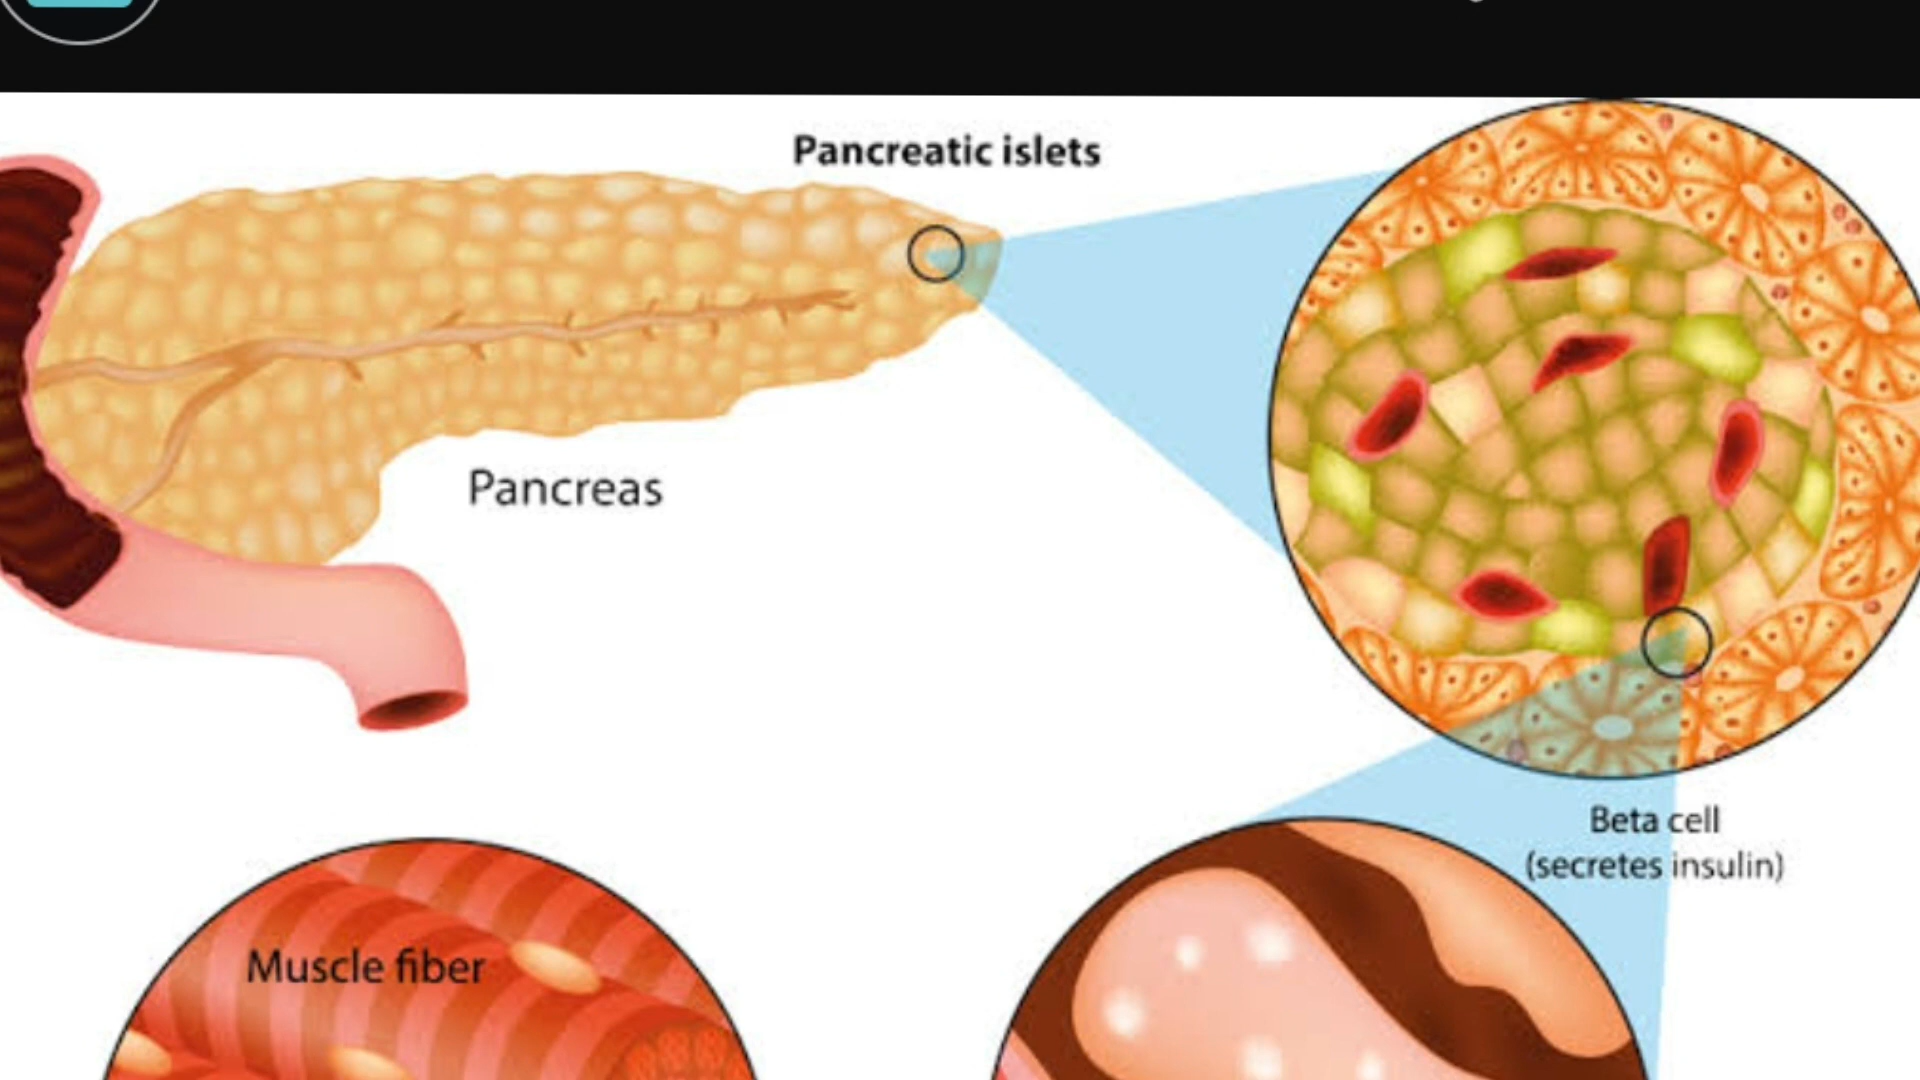 Pancreatic islets
Pancreas
Beta cell
(secretes insulin)
Muscle fiber